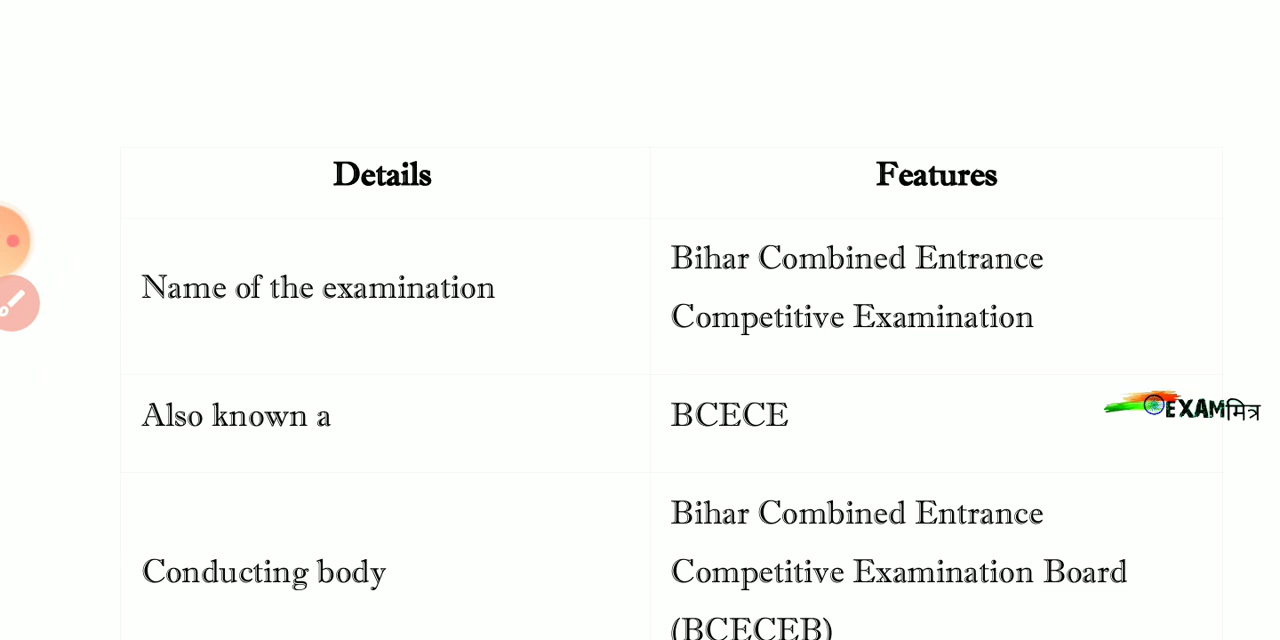 Details Features
Bihar Combined Entrance
Name of the examination
Competitive Examination
Also known a BCECE
EXAMमित्र
Bihar Combined Entrance
Conducting body Competitive Examination Board
(BCECEB)